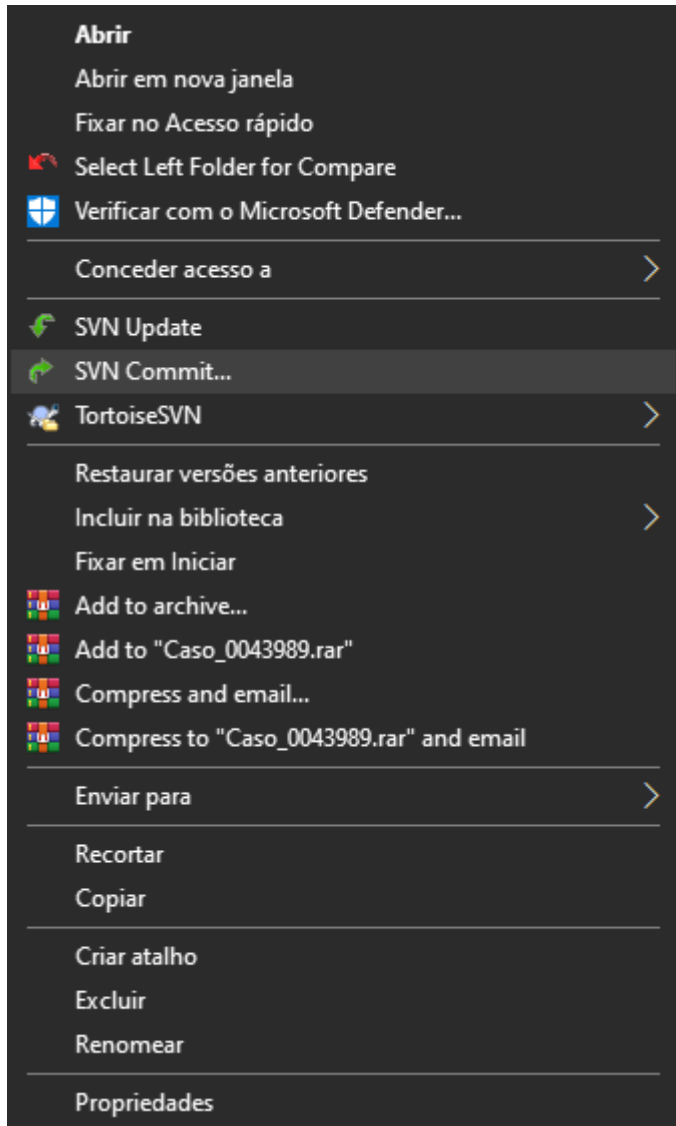 Abrir
Abrir em nova janela
Fixar no Acesso rápido
Select Left Folder for Compare
Verificar com o Microsoft Defender...
Conceder acesso a
SVN Update
SVN Commit...
TortoiseSVN
Restaurar versões anteriores
Incluir na biblioteca
Fixar em Iniciar
Add to archive...
Add to "Caso_0043989.rar"
Compress and email...
Compress to "Caso_0043989.rar" and email
Enviar para
Recortar
Copiar
Criar atalho
Excluir
Renomear
Propriedades